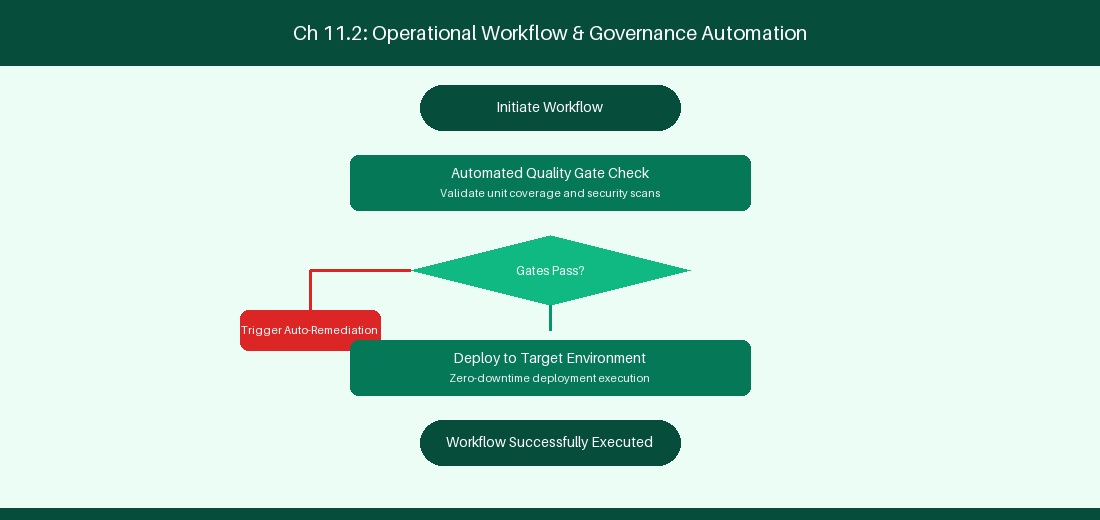 Ch 11.2: Operational Workflow & Governance Automation
Initiate Workflow
Automated Quality Gate Check
Validate unit coverage and security scans
Gates Pass?
Trigger Auto-Remediation
Deploy to Target Environment
Zero-downtime deployment execution
Workflow Successfully Executed